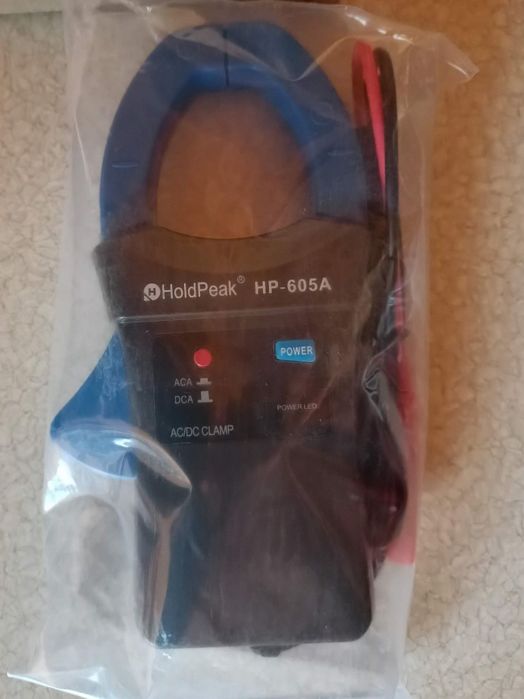 H HoldPeak® HP-605A
POWER
ACA
DCA
POWER LED
AC/DC CLAMP